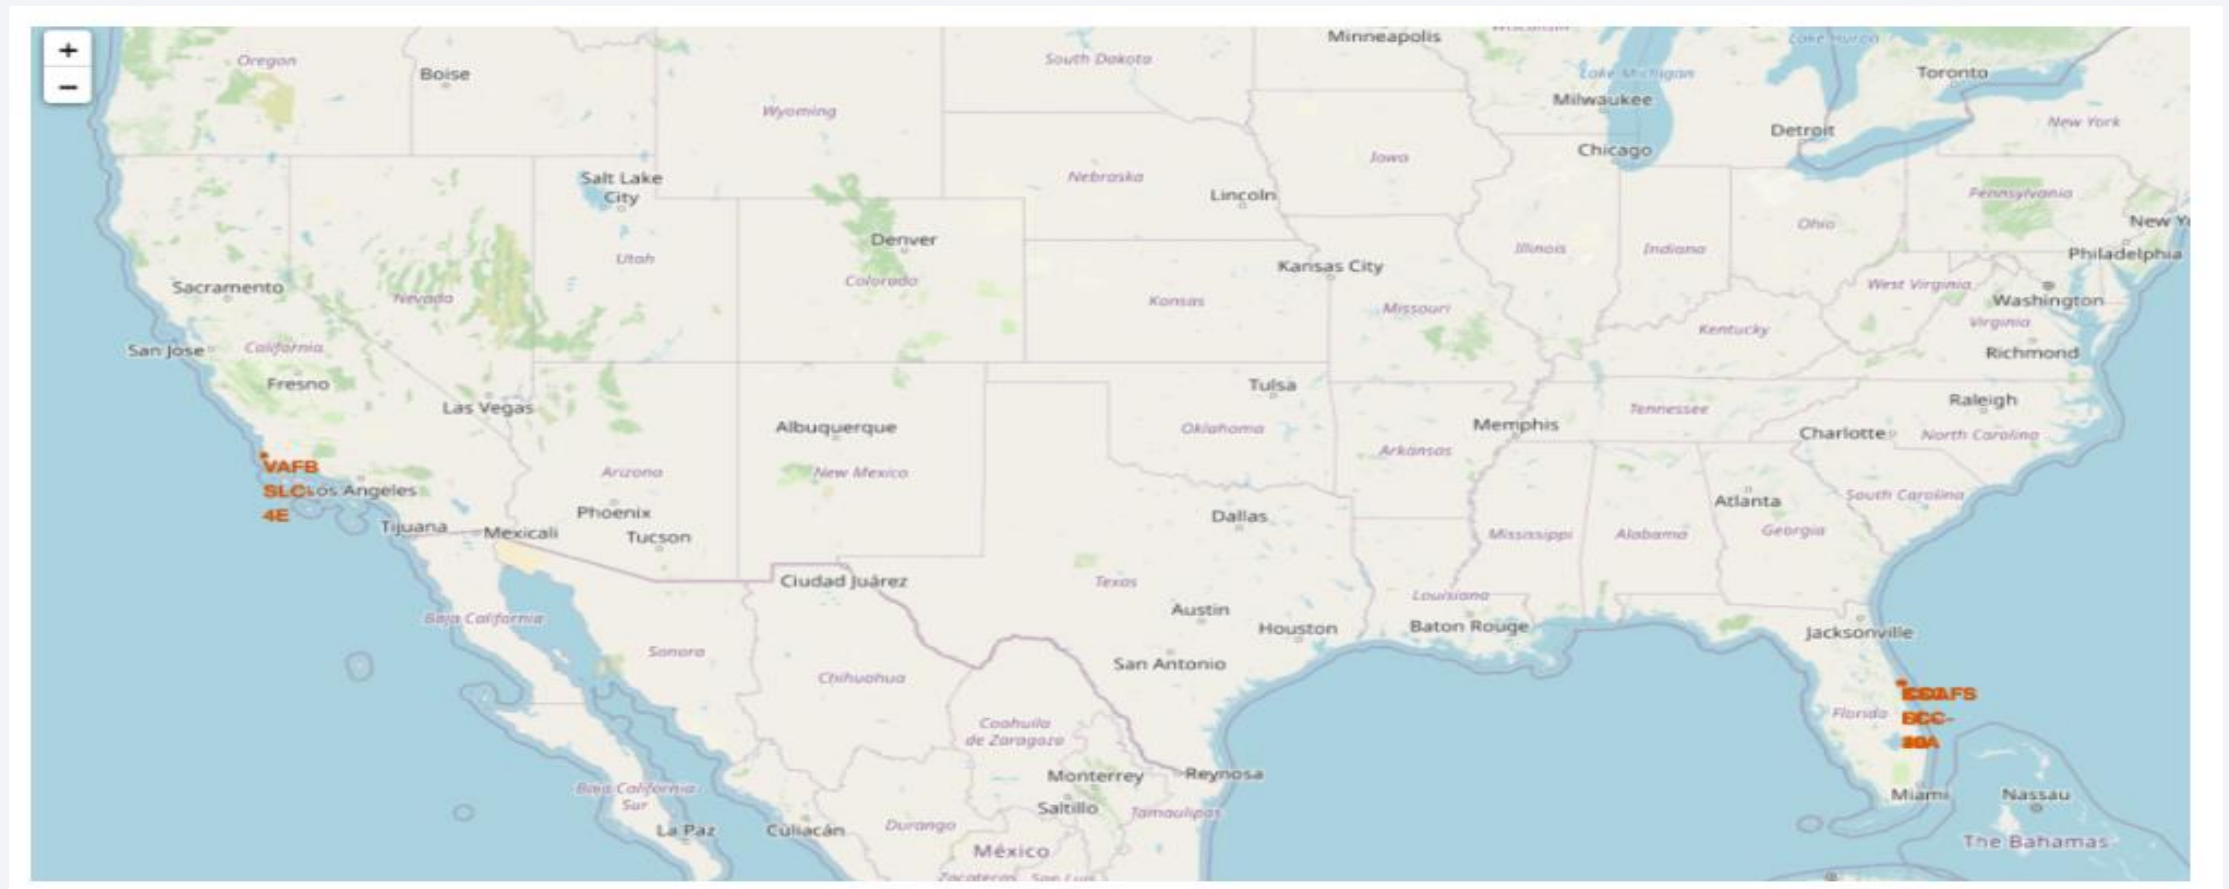 +
Minneapolis
Wisconsin
Lake Huron
Oregon
South Dakota
Toronto
Boise
Lake Michigan
Milwaukee
Wyoming
New York
Detroit
Chicago
Iowa
Salt Lake
City
Nebraska
Lincoln
Pennsylvania
New Y
Denver
Ohio
Utah
Illinois
Indiana
Philadelphia
Kansas City
Colorado
Sacramento
Nevada
West Virginia
Washington
Kansas
Missouri
Kentucky
Virginia
San Jose
California
Richmond
Fresno
Tulsa
Las Vegas
Raleigh
Tennessee
Albuquerque
Oklahoma
Memphis
Charlotte
North Carolina
Arkansas
VAFB
Arizona
New Mexico
SLC-
Los Angeles
4E
South Carolina
Atlanta
Phoenix
Dallas
Tijuana
Mexicali
Tucson
Mississippi
Alabama
Georgia
Ciudad Juárez
Texas
Louisiana
Austin
Baja California
Houston
Baton Rouge
Jacksonville
Sonora
San Antonio
Chihuahua
Florida
Coahuila
de Zaragoza
Monterrey
Reynosa
Baja California
Sur
Saltillo
Tamaulipas
Miami
Nassau
La Paz
Culiacán
Durango
The Bahamas
México
Zacatecas
San Luis